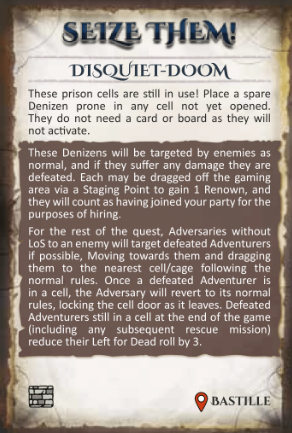 SEIZE THEM!
DISQUIET-DOOM
These prison cells are still in use! Place a spare
Denizen prone in any cell not yet opened.
They do not need a card or board as they will
not activate.
These Denizens will be targeted by enemies as
normal, and if they suffer any damage they are
defeated. Each may be dragged off the gaming
area via a Staging Point to gain 1 Renown, and
they will count as having joined your party for the
purposes of hiring.
For the rest of the quest, Adversaries without
LoS to an enemy will target defeated Adventurers
if possible, Moving towards them and dragging
them to the nearest cell/cage following the
normal rules. Once a defeated Adventurer is
in a cell, the Adversary will revert to its normal
rules, locking the cell door as it leaves. Defeated
Adventurers still in a cell at the end of the game
(including any subsequent rescue mission)
reduce their Left for Dead roll by 3.
BASTILLE